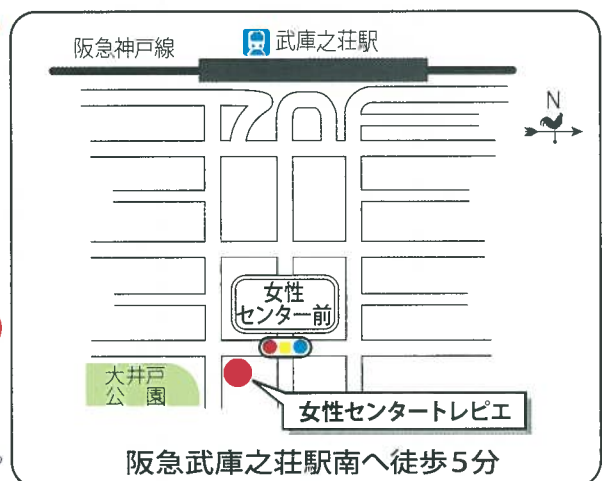 阪急神戸線
武庫之荘駅
N
女性
センター前
大井戸
公園
女性センタートレピエ
阪急武庫之荘駅南へ徒歩5分